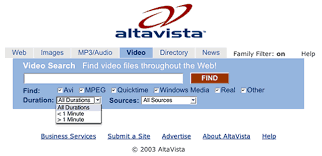 altavista
Web Images MP3/Audio Video Directory News Family Filter: on Help
Video Search Find video files throughout the Web!
FIND
Find: Avi MPEG Quicktime Windows Media Real Other
Duration: All Durations Sources: All Sources
All Durations
< 1 Minute
> 1 Minute
Business Services Submit a Site Advertise About AltaVista Help
© 2003 AltaVista